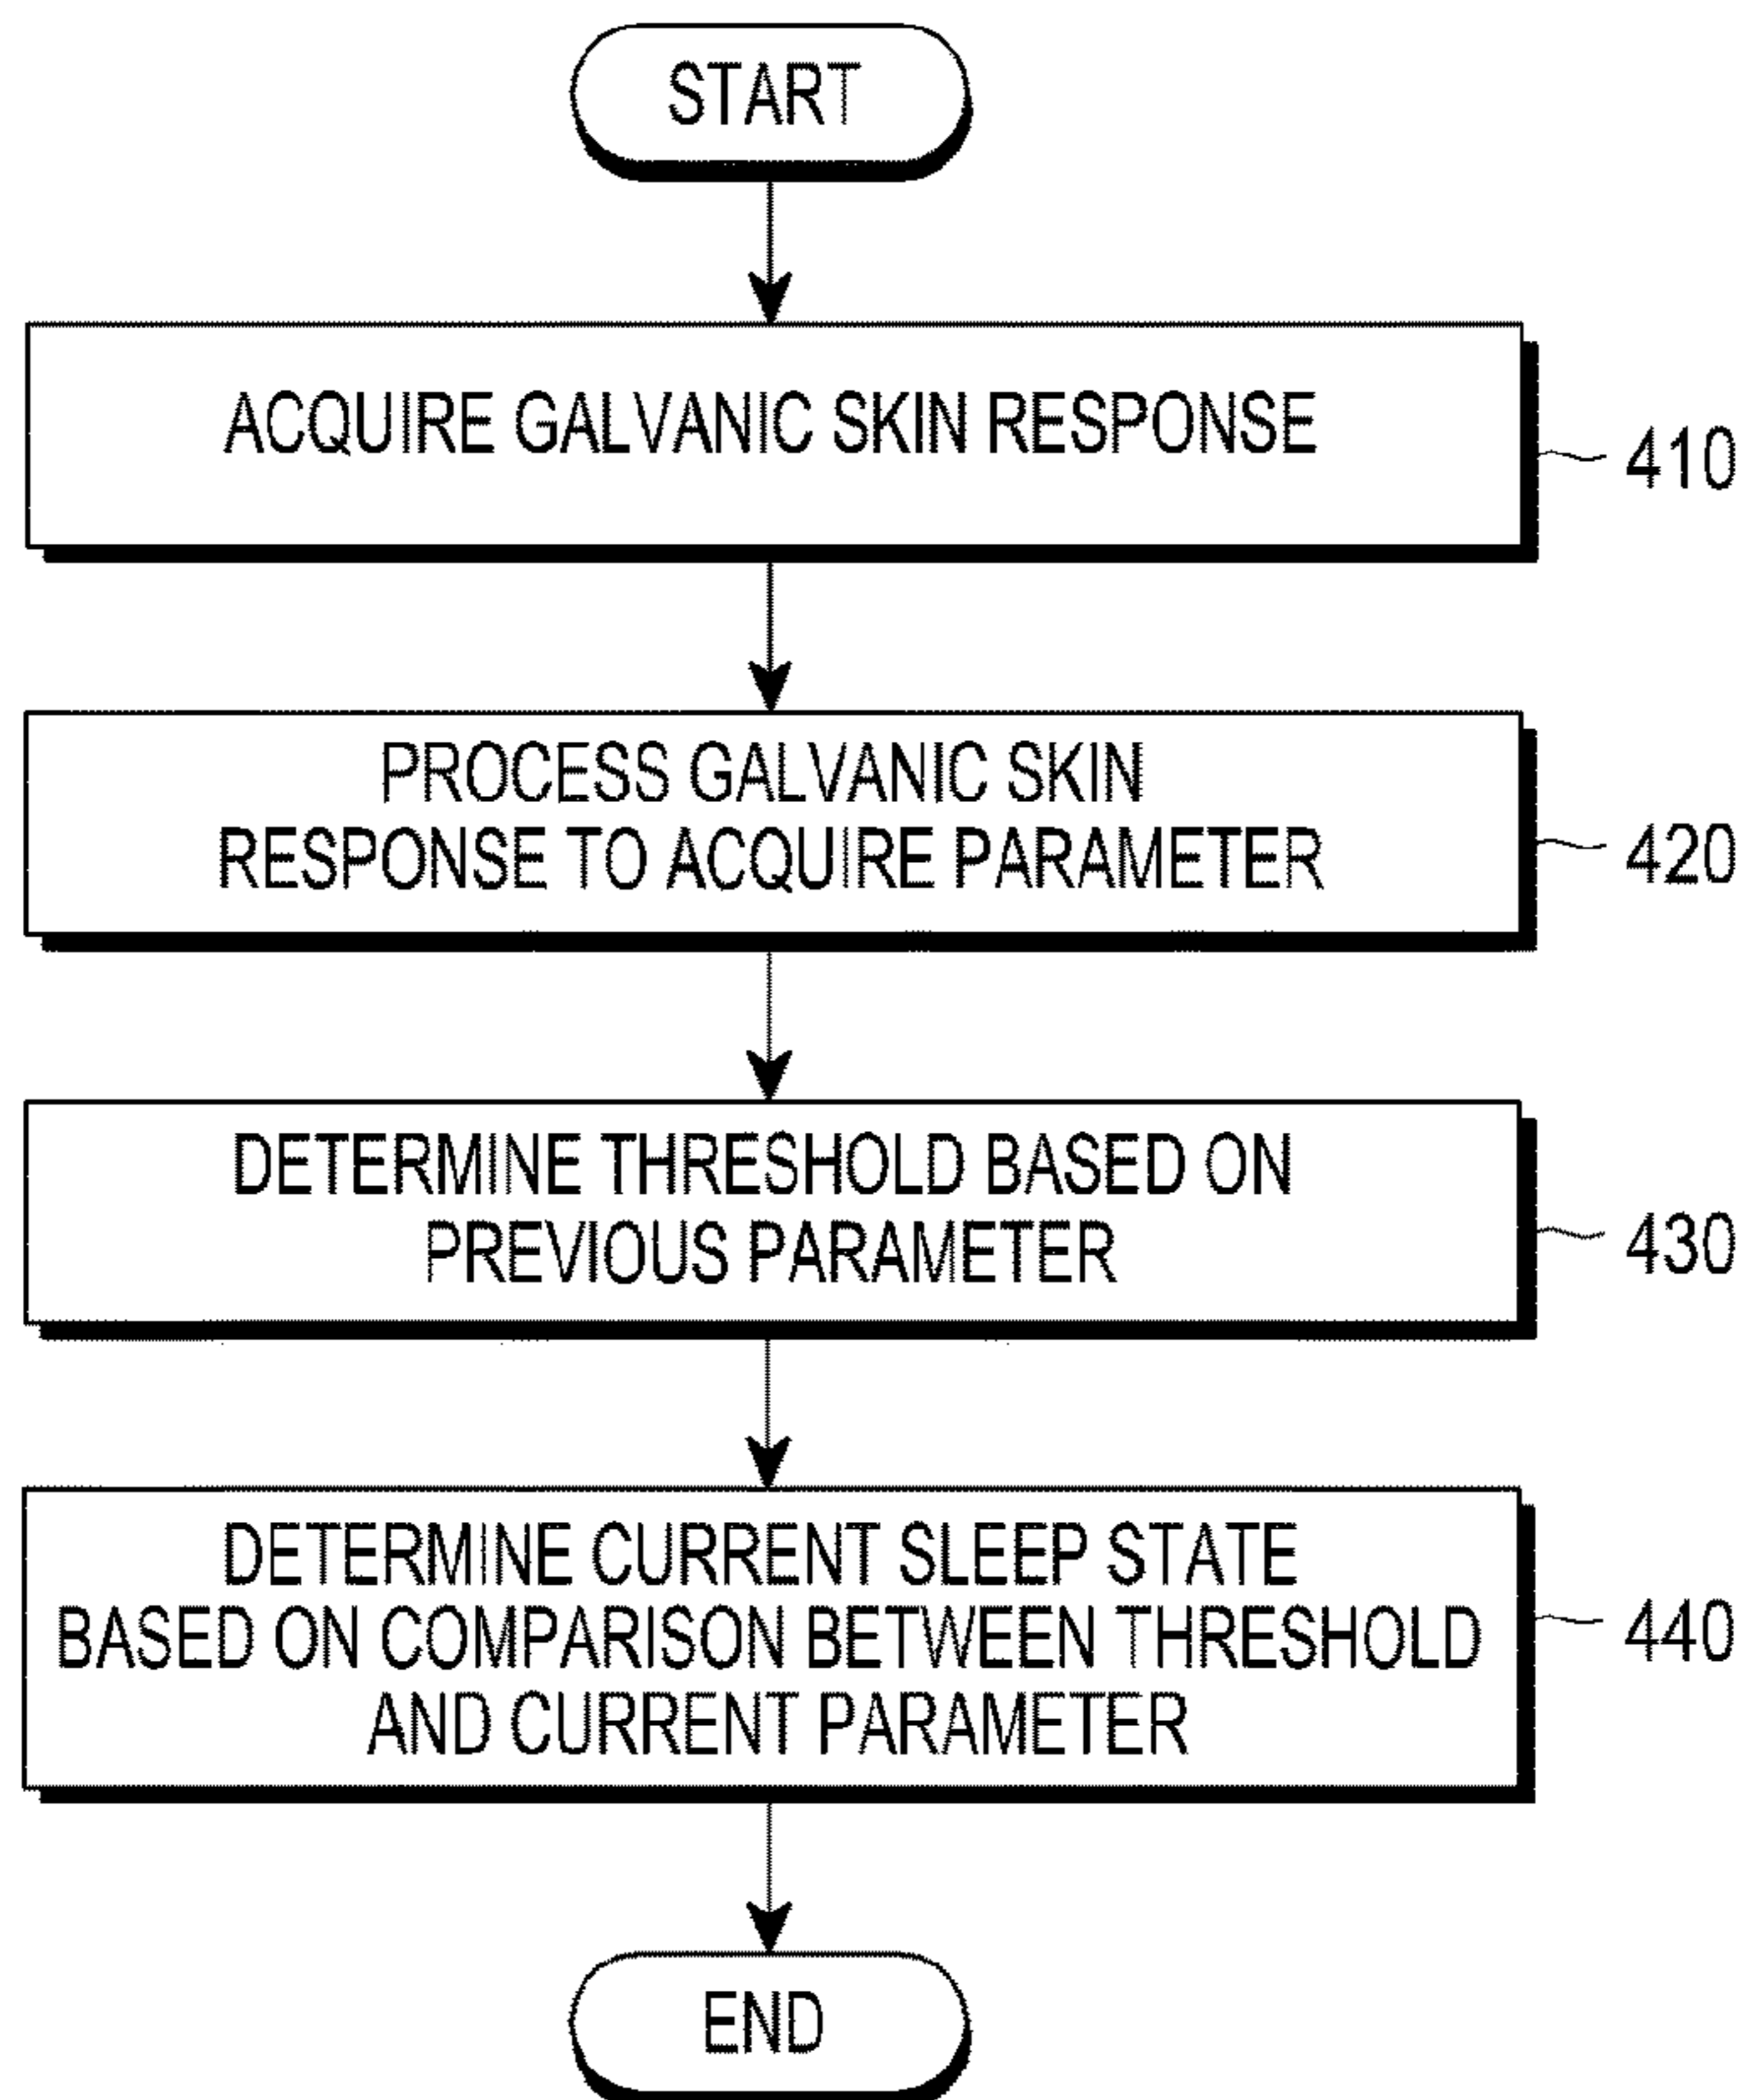 START
ACQUIRE GALVANIC SKIN RESPONSE
410
PROCESS GALVANIC SKIN
RESPONSE TO ACQUIRE PARAMETER
420
DETERMINE THRESHOLD BASED ON
PREVIOUS PARAMETER
430
DETERMINE CURRENT SLEEP STATE
BASED ON COMPARISON BETWEEN THRESHOLD
AND CURRENT PARAMETER
440
END